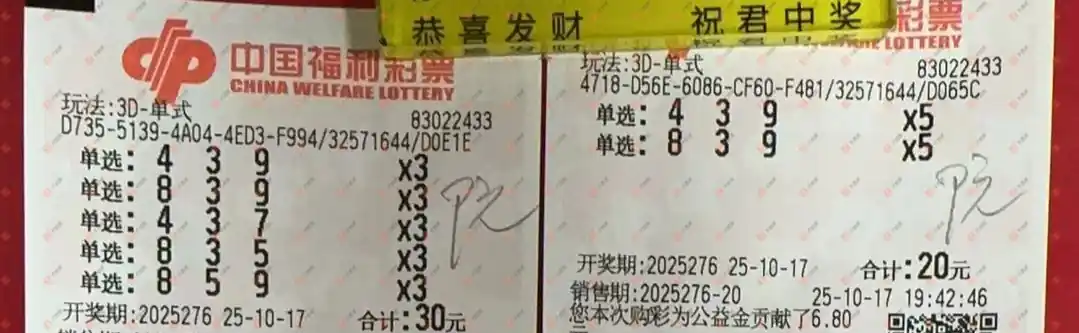 恭喜发财 祝君中奖
中国福利彩票
CHINA WELFARE LOTTERY
玩法:3D-单式 83022433
D735-5139-4A04-4ED3-F994/32571644/D0E1E
单选: 4 3 9 x3
单选: 8 3 9 x3
单选: 4 3 7 x3
单选: 8 3 5 x3
单选: 8 5 9 x3
开奖期:2025276 25-10-17 合计:30元
WELFARE LOTTERY
玩法:3D-单式 83022433
4718-D56E-6086-CF60-F481/32571644/D065C
单选: 4 3 9 x5
单选: 8 3 9 x5
开奖期:2025276 25-10-17 合计:20元
销售期:2025276-20 25-10-17 19:42:46
您本次购彩为公益金贡献了6.80